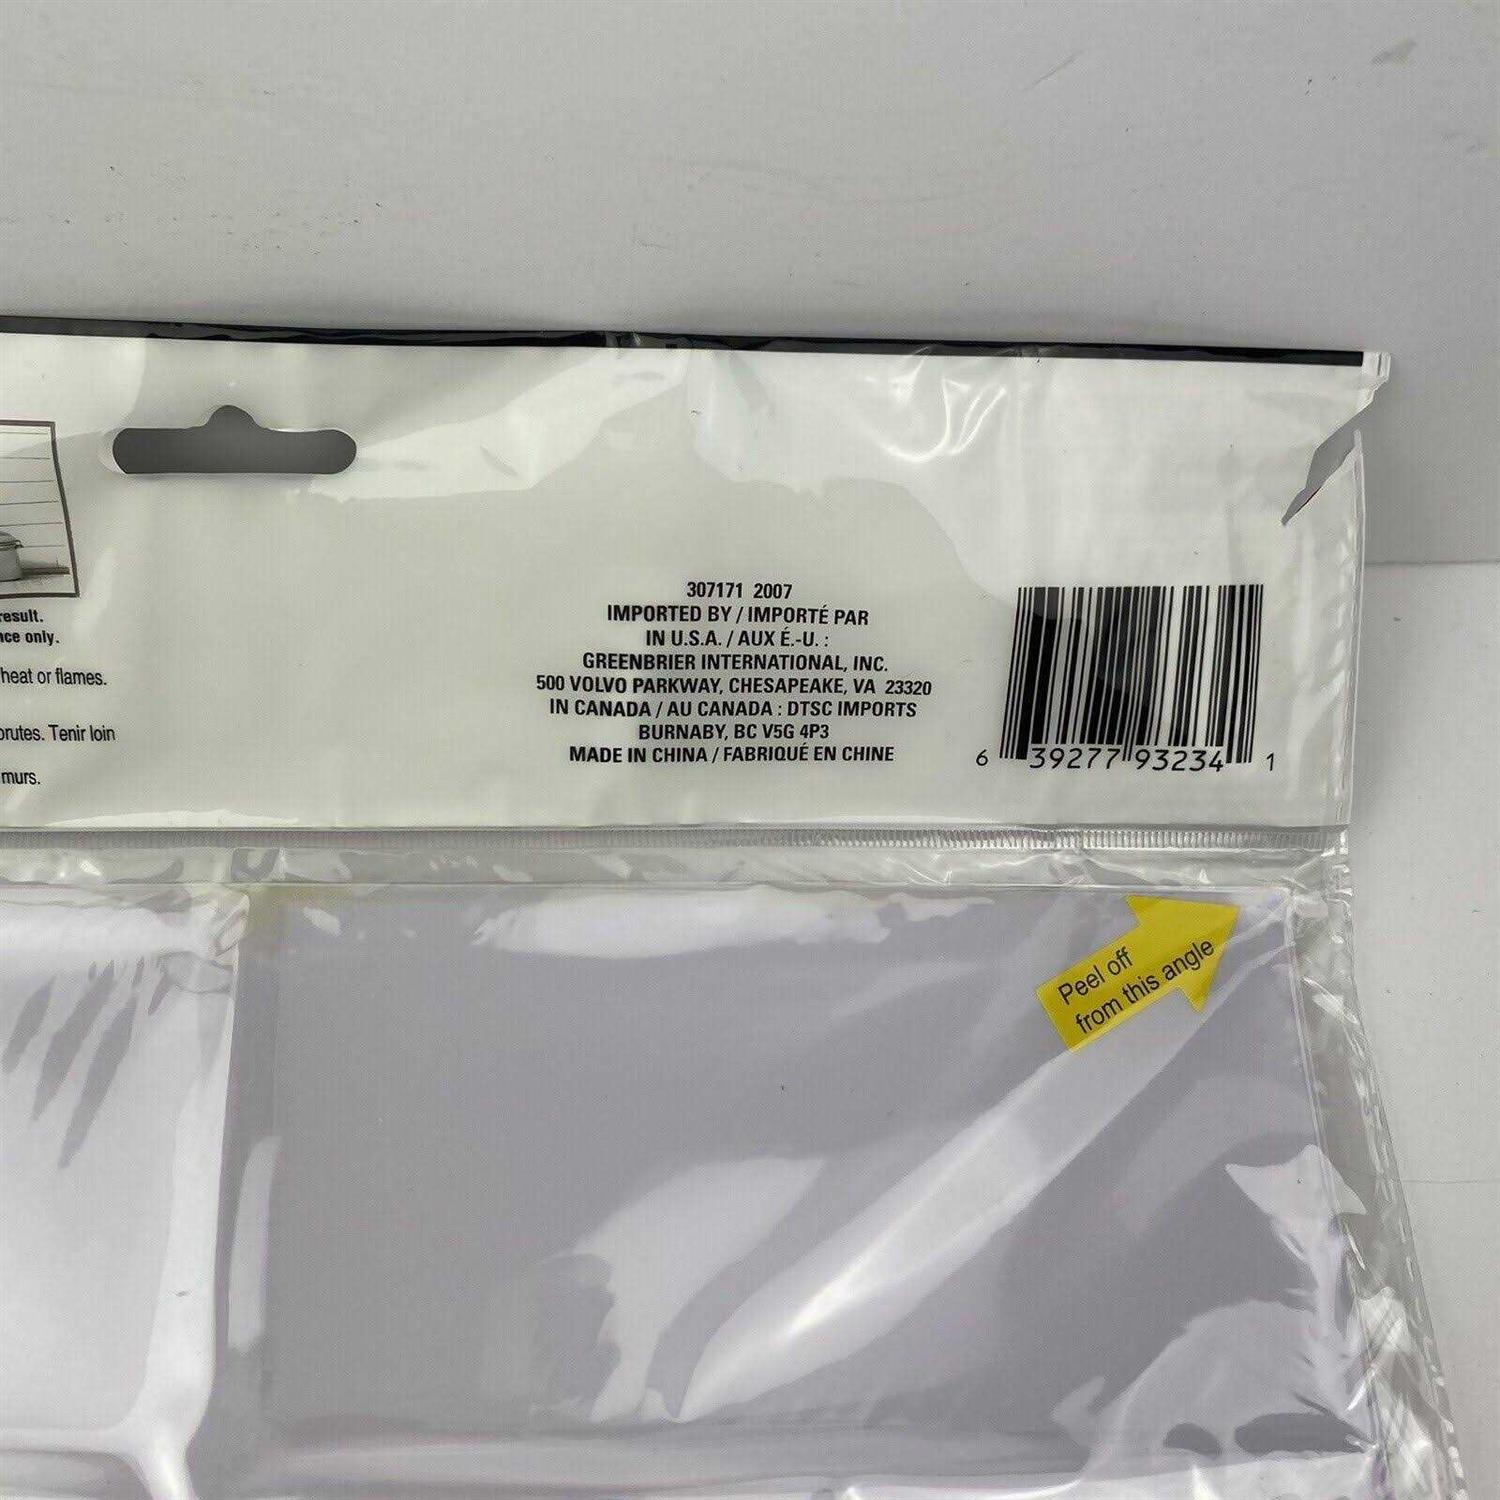 result.
nce only.
heat or flames.
brutes. Tenir loin
murs.
307171 2007
IMPORTED BY / IMPORTÉ PAR
IN U.S.A. / AUX É.-U. :
GREENBRIER INTERNATIONAL, INC.
500 VOLVO PARKWAY, CHESAPEAKE, VA 23320
IN CANADA / AU CANADA : DTSC IMPORTS
BURNABY, BC V5G 4P3
MADE IN CHINA / FABRIQUÉ EN CHINE
6 39277 93234 1
Peel off
from this angle